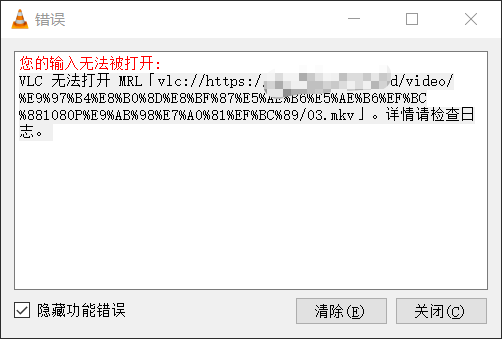 错误
您的输入无法被打开:
VLC 无法打开 MRL「vlc://https:/ d/video/
%E9%97%B4%E8%B0%8D%E8%BF%87%E5%AE%B6%E5%AE%B6%EF%BC
%881080P%E9%AB%98%E7%A0%81%EF%BC%89/03.mkv」。详情请检查日
志。
隐藏功能错误
清除(E)
关闭(C)